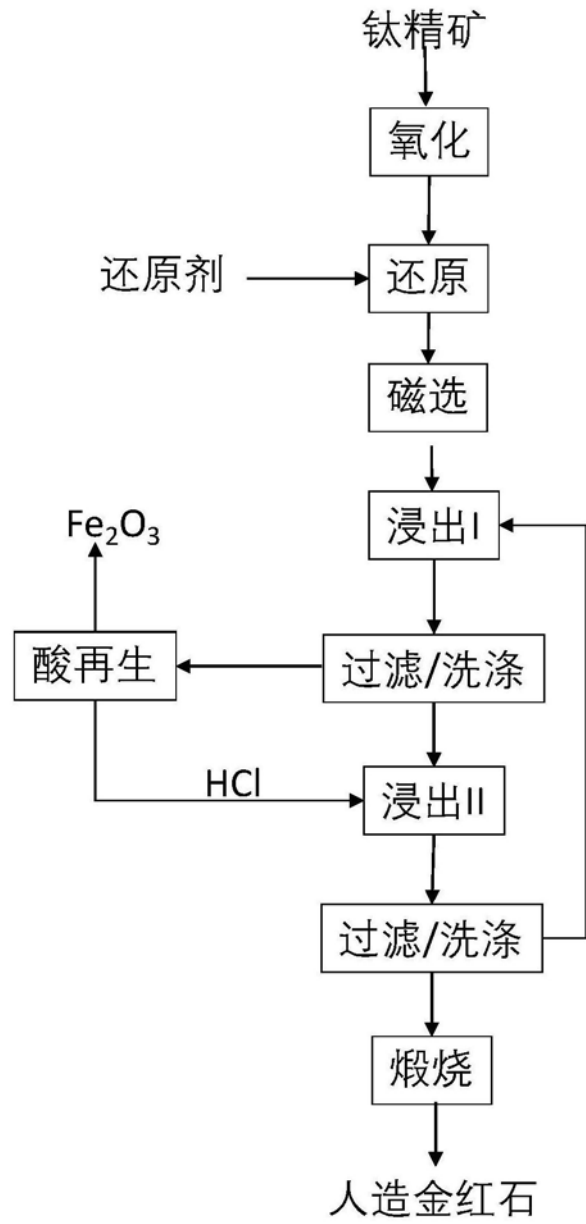 钛精矿
氧化
还原剂
还原
磁选
浸出I
Fe₂O₃
酸再生
过滤/洗涤
HCl
浸出II
过滤/洗涤
煅烧
人造金红石